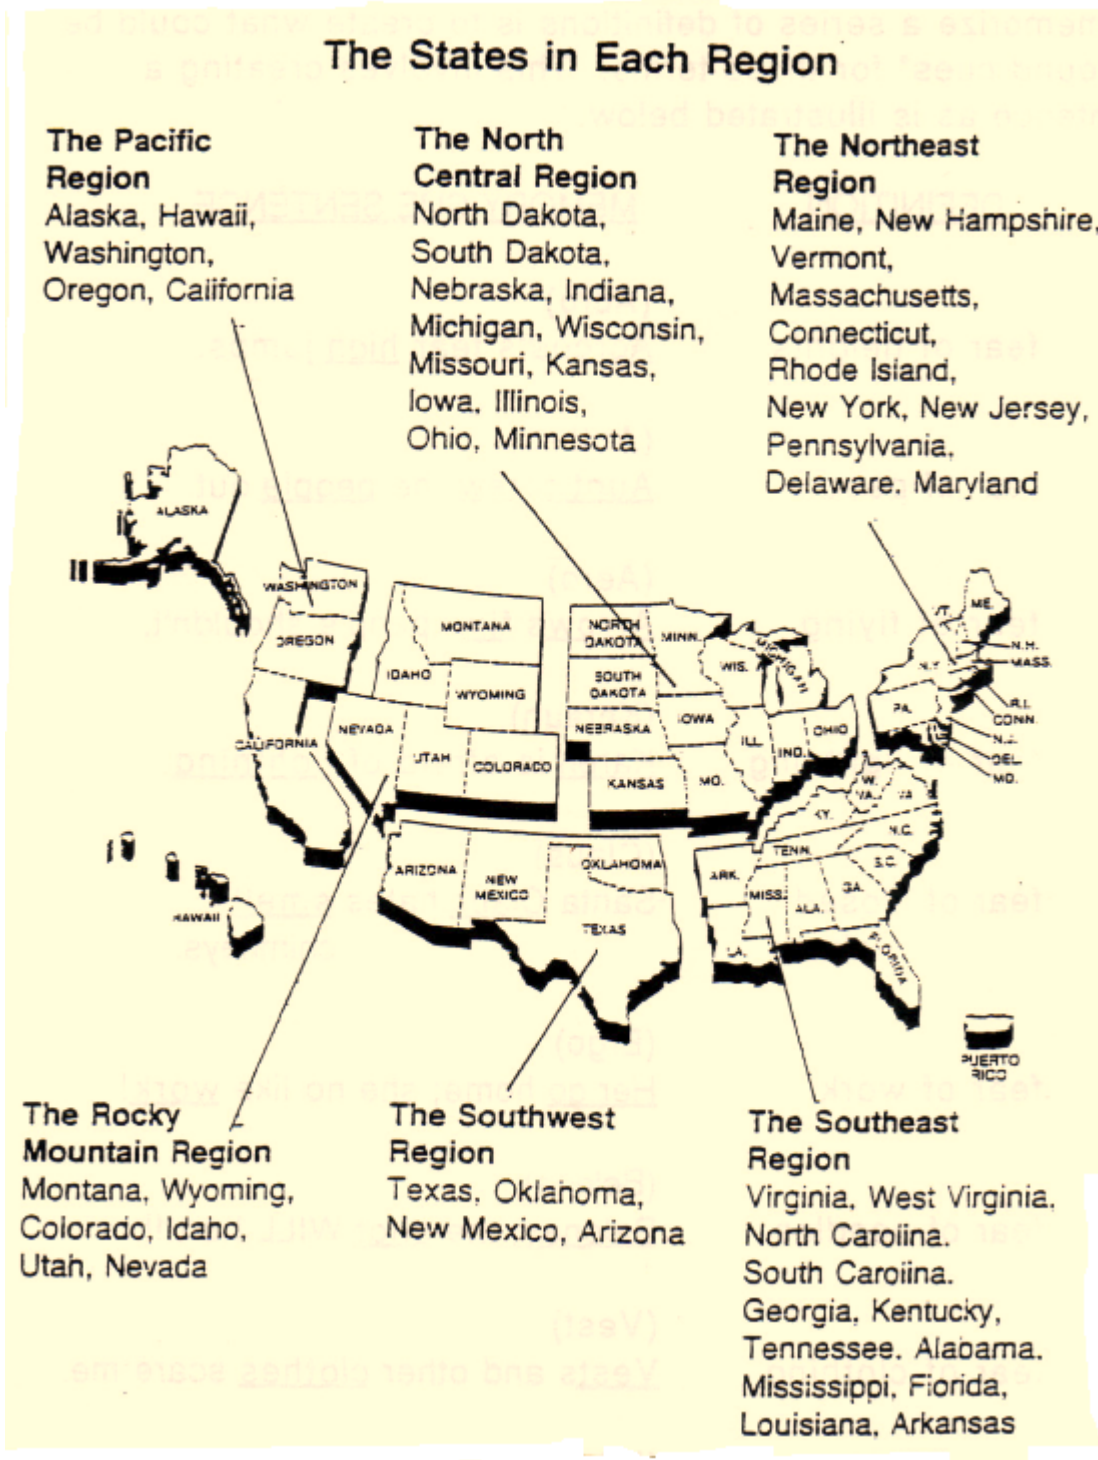 The States in Each Region
The Pacific
Region
Alaska, Hawaii,
Washington,
Oregon, California
The North
Central Region
North Dakota,
South Dakota,
Nebraska, Indiana,
Michigan, Wisconsin,
Missouri, Kansas,
Iowa, Illinois,
Ohio, Minnesota
The Northeast
Region
Maine, New Hampshire,
Vermont,
Massachusetts,
Connecticut,
Rhode Island,
New York, New Jersey,
Pennsylvania,
Delaware, Maryland
ALASKA
WASHINGTON
OREGON
CALIFORNIA
HAWAII
MONTANA
IDAHO
WYOMING
NEVADA
UTAH
COLORADO
NORTH
DAKOTA
SOUTH
DAKOTA
NEBRASKA
KANSAS
MINN.
IOWA
MO.
WIS.
MICHIGAN
ILL.
IND.
OHIO
ME.
VT.
N.H.
MASS.
N.Y.
R.I.
CONN.
PA.
N.J.
DEL.
MD.
ARIZONA
NEW
MEXICO
OKLAHOMA
TEXAS
W.
VA.
VA.
KY.
N.C.
TENN.
S.C.
ARK.
MISS.
ALA.
GA.
LA.
FLORIDA
PUERTO
RICO
The Rocky
Mountain Region
Montana, Wyoming,
Colorado, Idaho,
Utah, Nevada
The Southwest
Region
Texas, Oklahoma,
New Mexico, Arizona
The Southeast
Region
Virginia, West Virginia,
North Carolina.
South Carolina.
Georgia, Kentucky,
Tennessee, Alabama.
Mississippi, Florida,
Louisiana, Arkansas